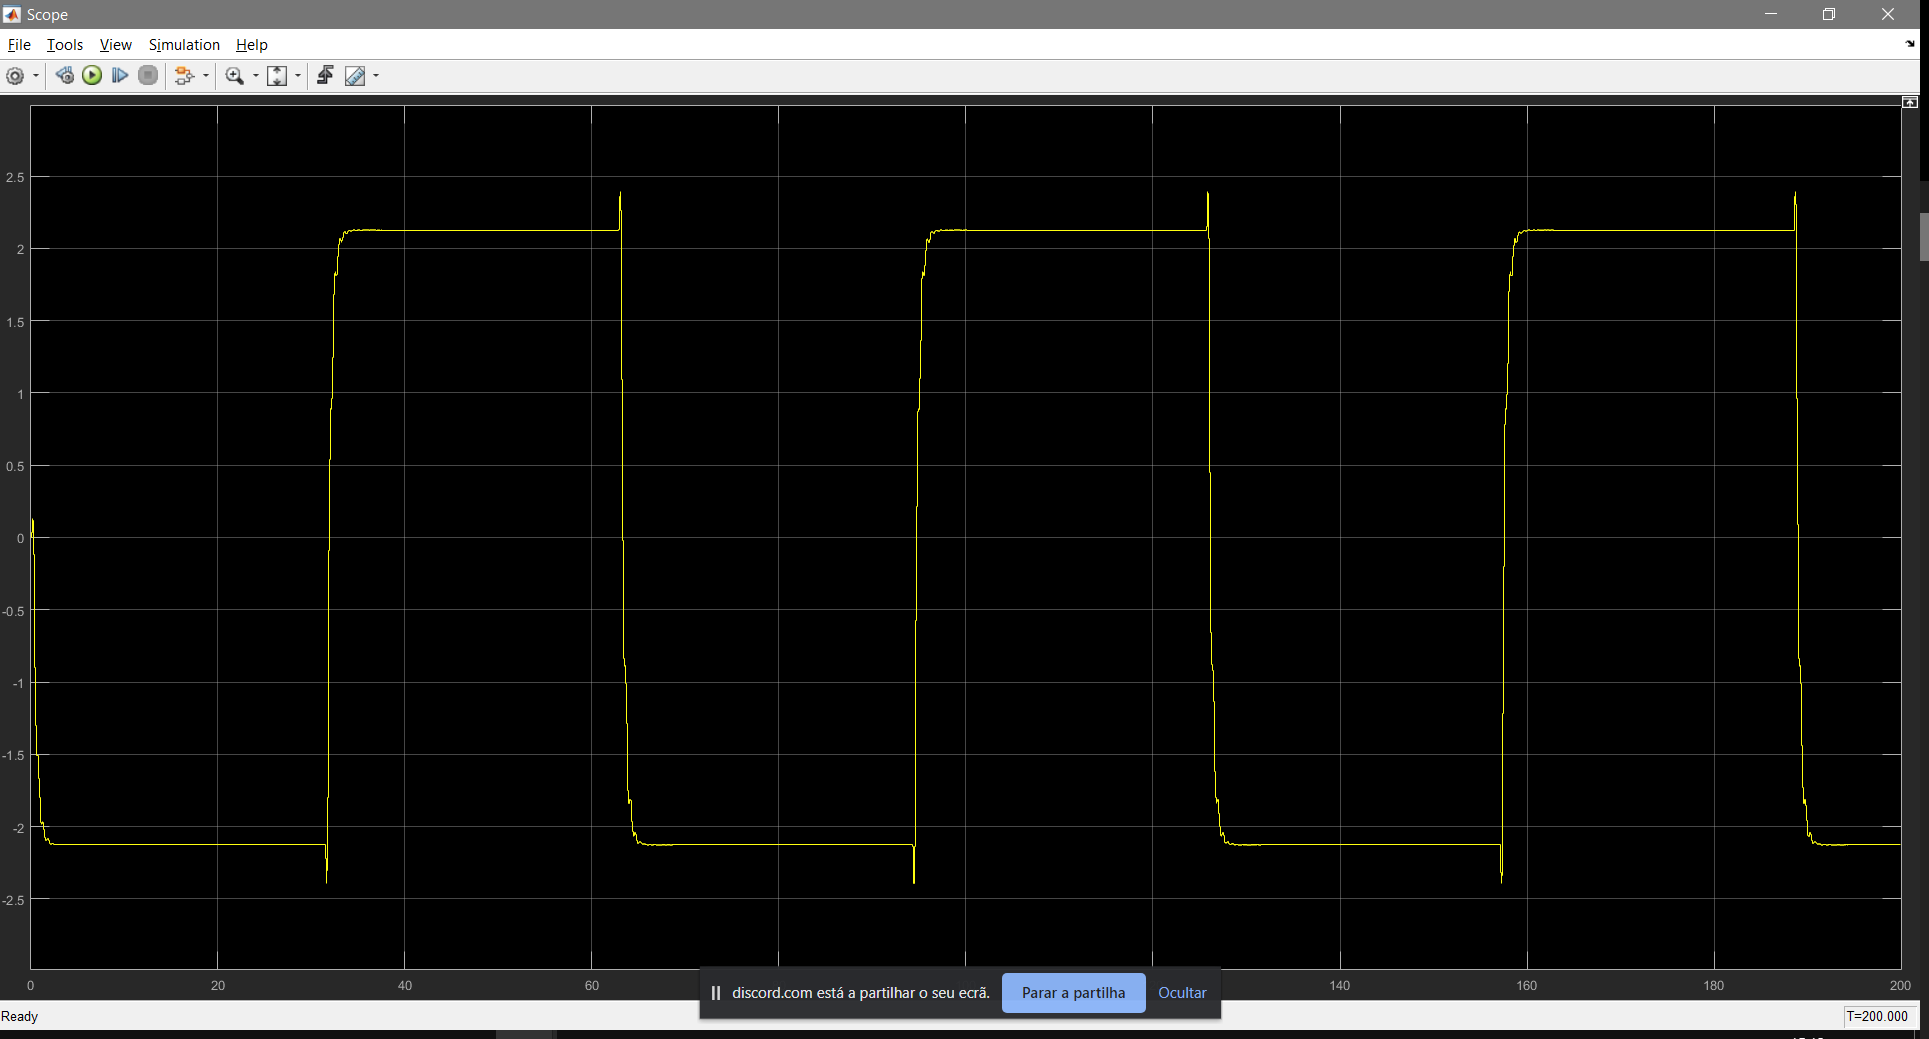 Scope
File Tools View Simulation Help
2.5
2
1.5
1
0.5
0
-0.5
-1
-1.5
-2
-2.5
0 20 40 60 140 160 180 200
discord.com está a partilhar o seu ecrã. Parar a partilha Ocultar
Ready T=200.000